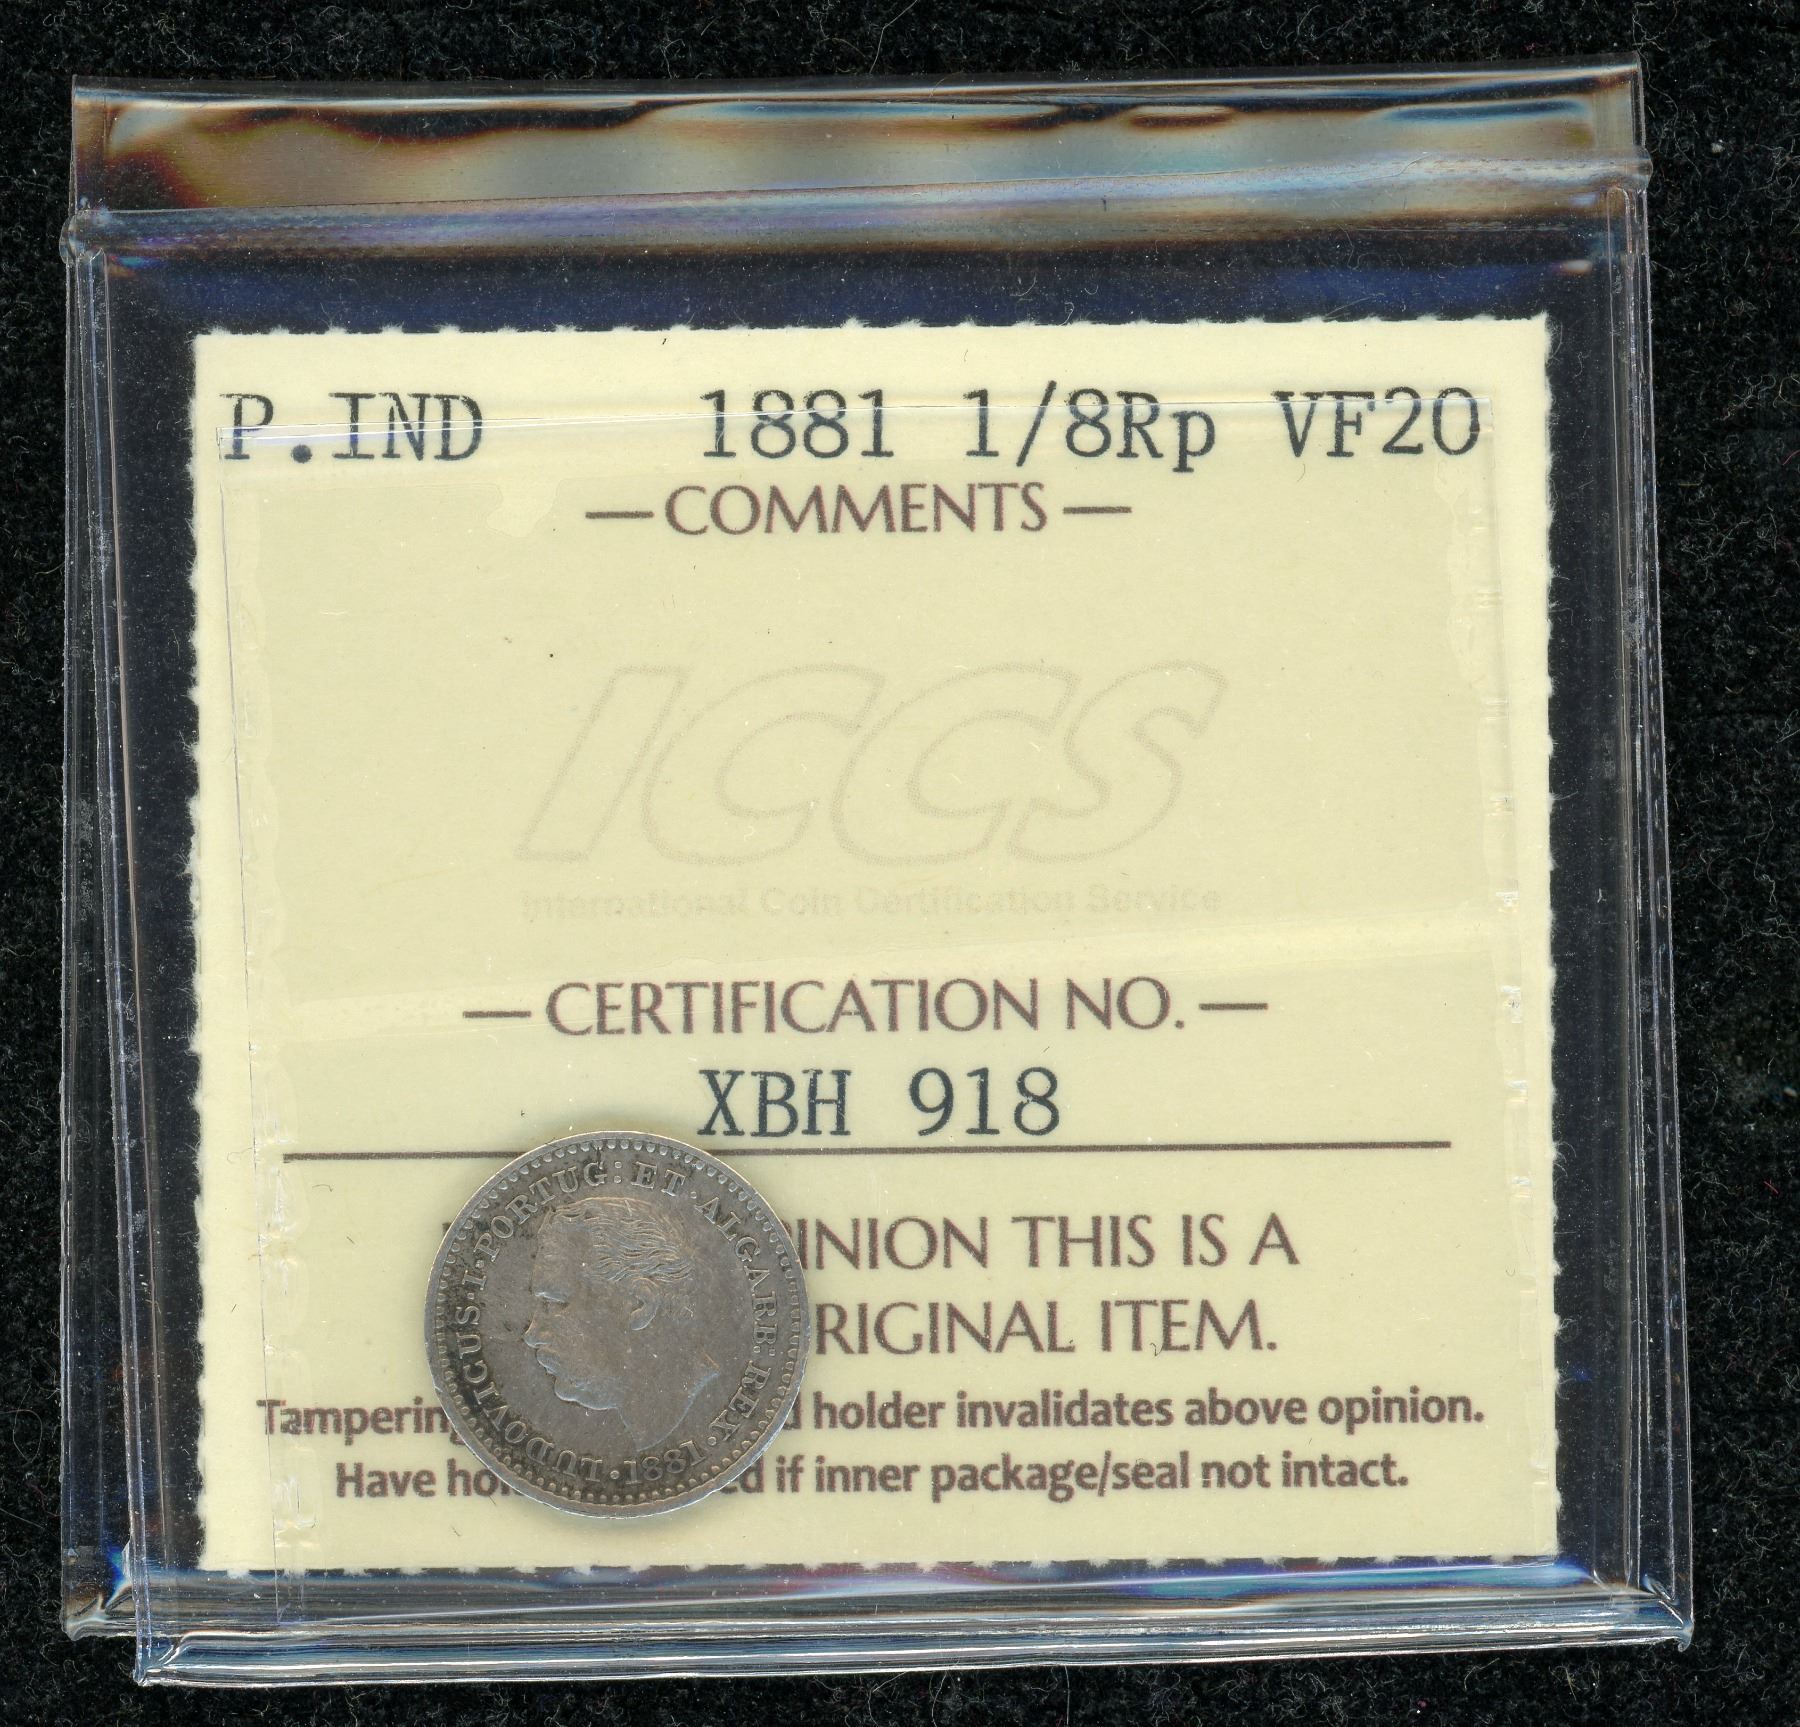 P.IND 1881 1/8Rp VF20
— COMMENTS —
ICCS
International Coin Certification Service
— CERTIFICATION NO. —
XBH 918
INION THIS IS A
RIGINAL ITEM.
Tampering d holder invalidates above opinion.
Have ho d if inner package/seal not intact.
LUDOVICUS·I·PORTUG:ET·ALGARB:REX·1881·